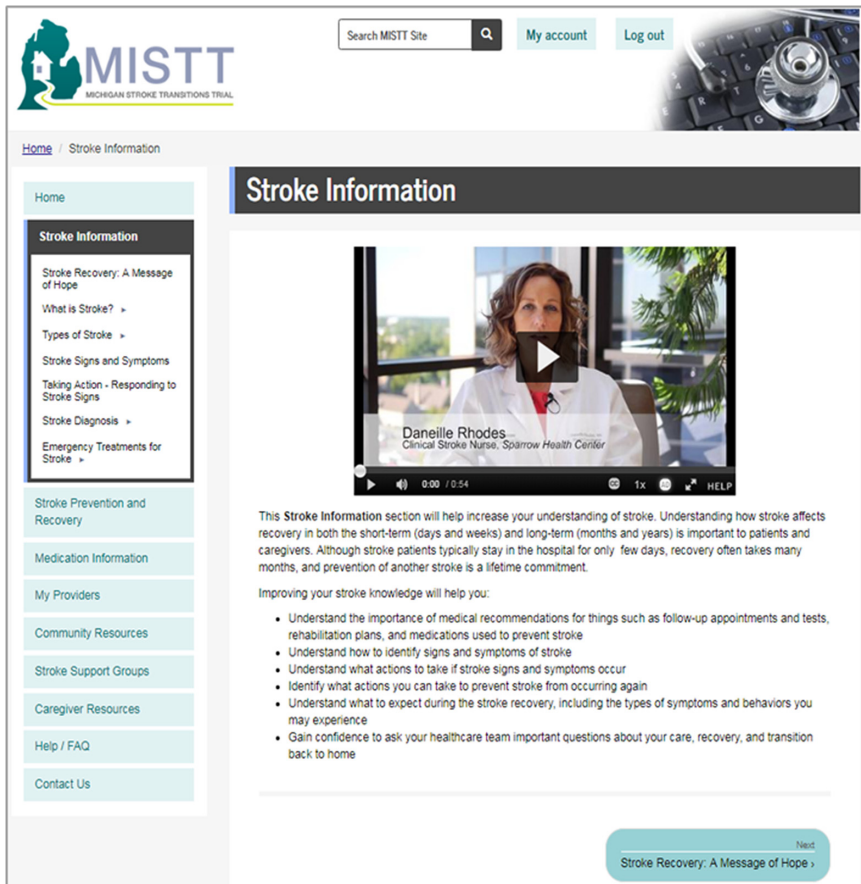 MISTT
MICHIGAN STROKE TRANSITIONS TRIAL
Search MISTT Site
My account
Log out
Home / Stroke Information
Home
Stroke Information
Stroke Recovery: A Message
of Hope
What is Stroke? ▸
Types of Stroke ▸
Stroke Signs and Symptoms
Taking Action - Responding to
Stroke Signs
Stroke Diagnosis ▸
Emergency Treatments for
Stroke ▸
Stroke Prevention and
Recovery
Medication Information
My Providers
Community Resources
Stroke Support Groups
Caregiver Resources
Help / FAQ
Contact Us
Stroke Information
Daneille Rhodes
Clinical Stroke Nurse, Sparrow Health Center
0:00 / 0:54
CC
1x
AD
HELP
This Stroke Information section will help increase your understanding of stroke. Understanding how stroke affects
recovery in both the short-term (days and weeks) and long-term (months and years) is important to patients and
caregivers. Although stroke patients typically stay in the hospital for only few days, recovery often takes many
months, and prevention of another stroke is a lifetime commitment.
Improving your stroke knowledge will help you:
• Understand the importance of medical recommendations for things such as follow-up appointments and tests,
rehabilitation plans, and medications used to prevent stroke
• Understand how to identify signs and symptoms of stroke
• Understand what actions to take if stroke signs and symptoms occur
• Identify what actions you can take to prevent stroke from occurring again
• Understand what to expect during the stroke recovery, including the types of symptoms and behaviors you
may experience
• Gain confidence to ask your healthcare team important questions about your care, recovery, and transition
back to home
Next
Stroke Recovery: A Message of Hope ›